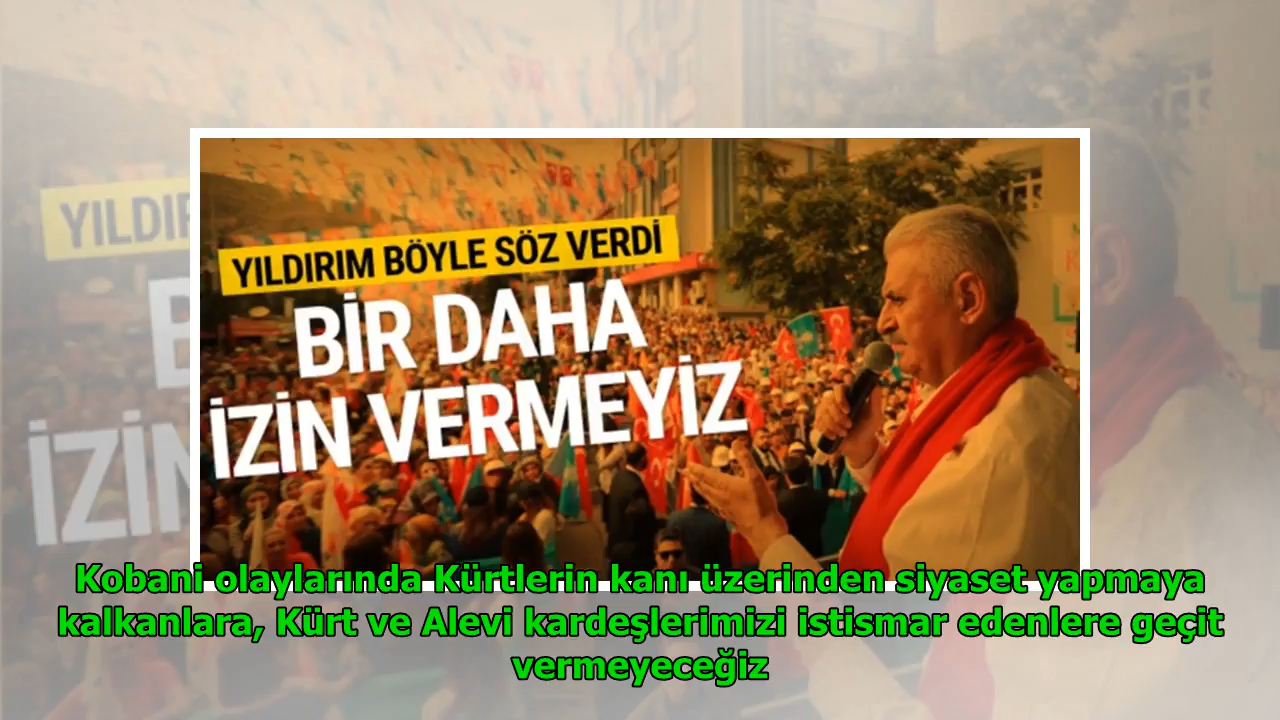 YILDIRIM BÖYLE SÖZ VERDİ
BİR DAHA
İZİN VERMEYİZ
Kobani olaylarında Kürtlerin kanı üzerinden siyaset yapmaya
kalkanlara, Kürt ve Alevi kardeşlerimizi istismar edenlere geçit
vermeyeceğiz